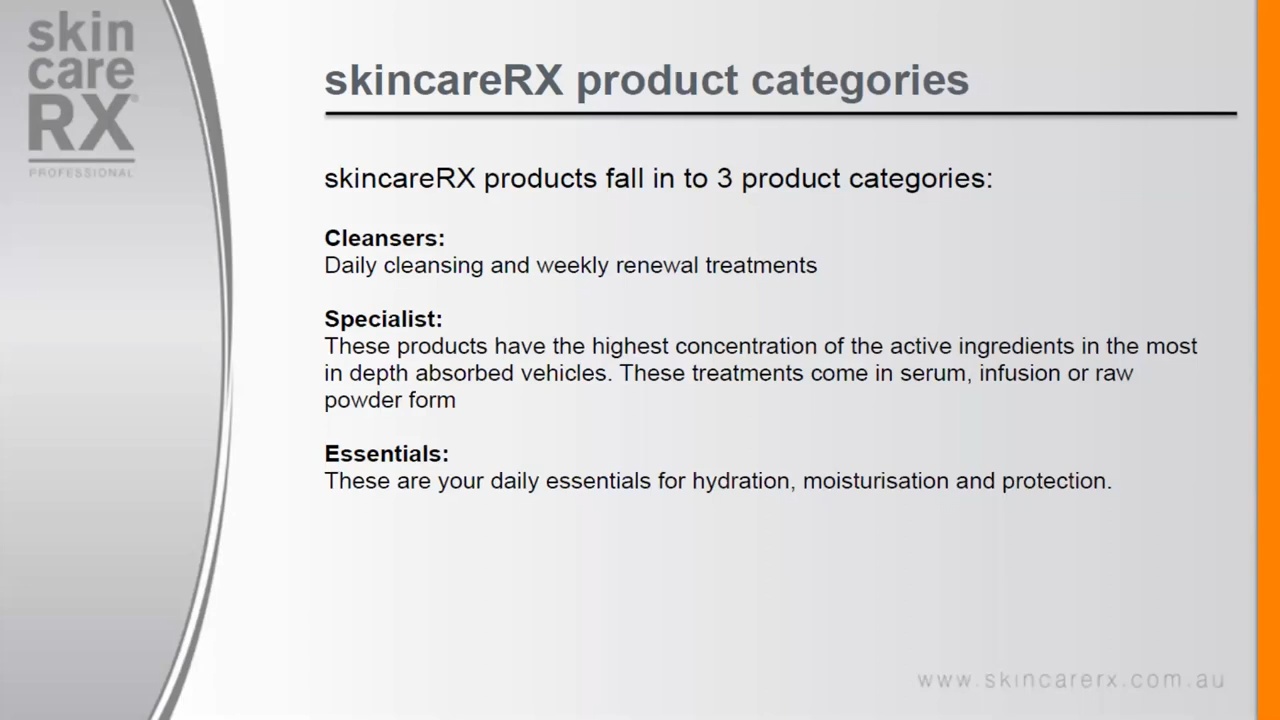 skin
care
RX®
PROFESSIONAL
skincareRX product categories
skincareRX products fall in to 3 product categories:
Cleansers:
Daily cleansing and weekly renewal treatments
Specialist:
These products have the highest concentration of the active ingredients in the most
in depth absorbed vehicles. These treatments come in serum, infusion or raw
powder form
Essentials:
These are your daily essentials for hydration, moisturisation and protection.
www.skincarerx.com.au